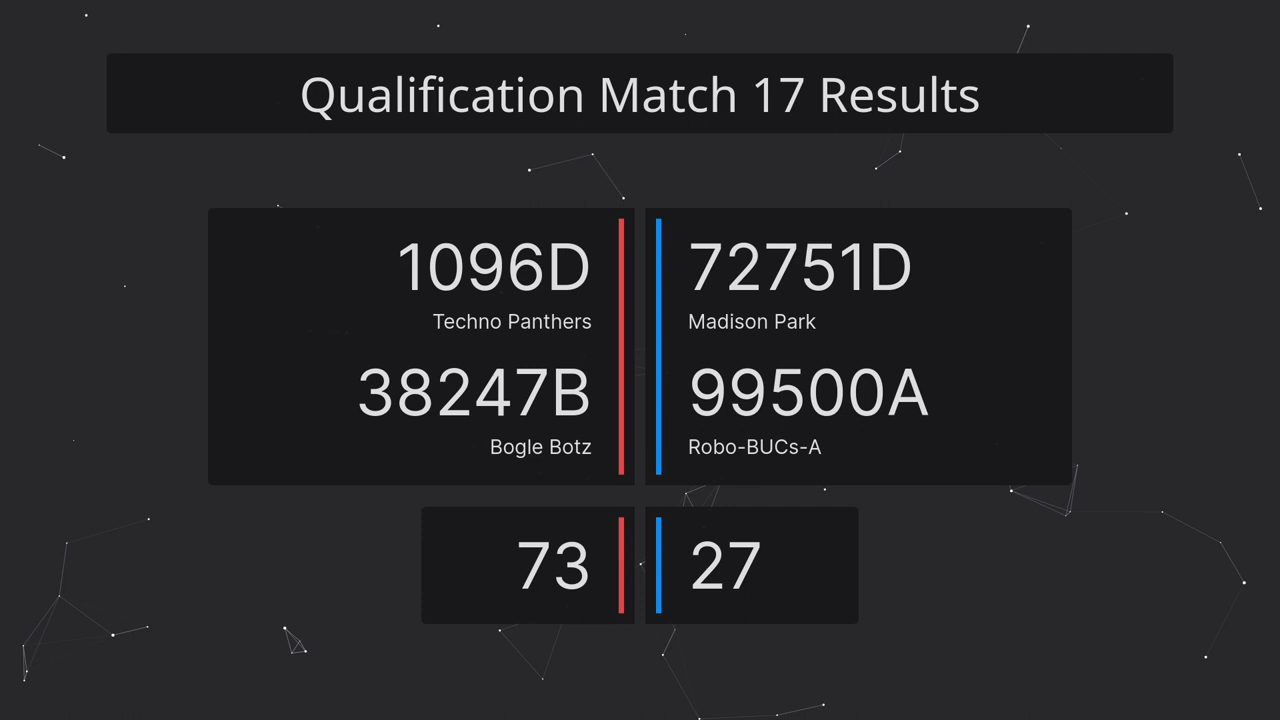 Qualification Match 17 Results
1096D
Techno Panthers
38247B
Bogle Botz
72751D
Madison Park
99500A
Robo-BUCs-A
73
27